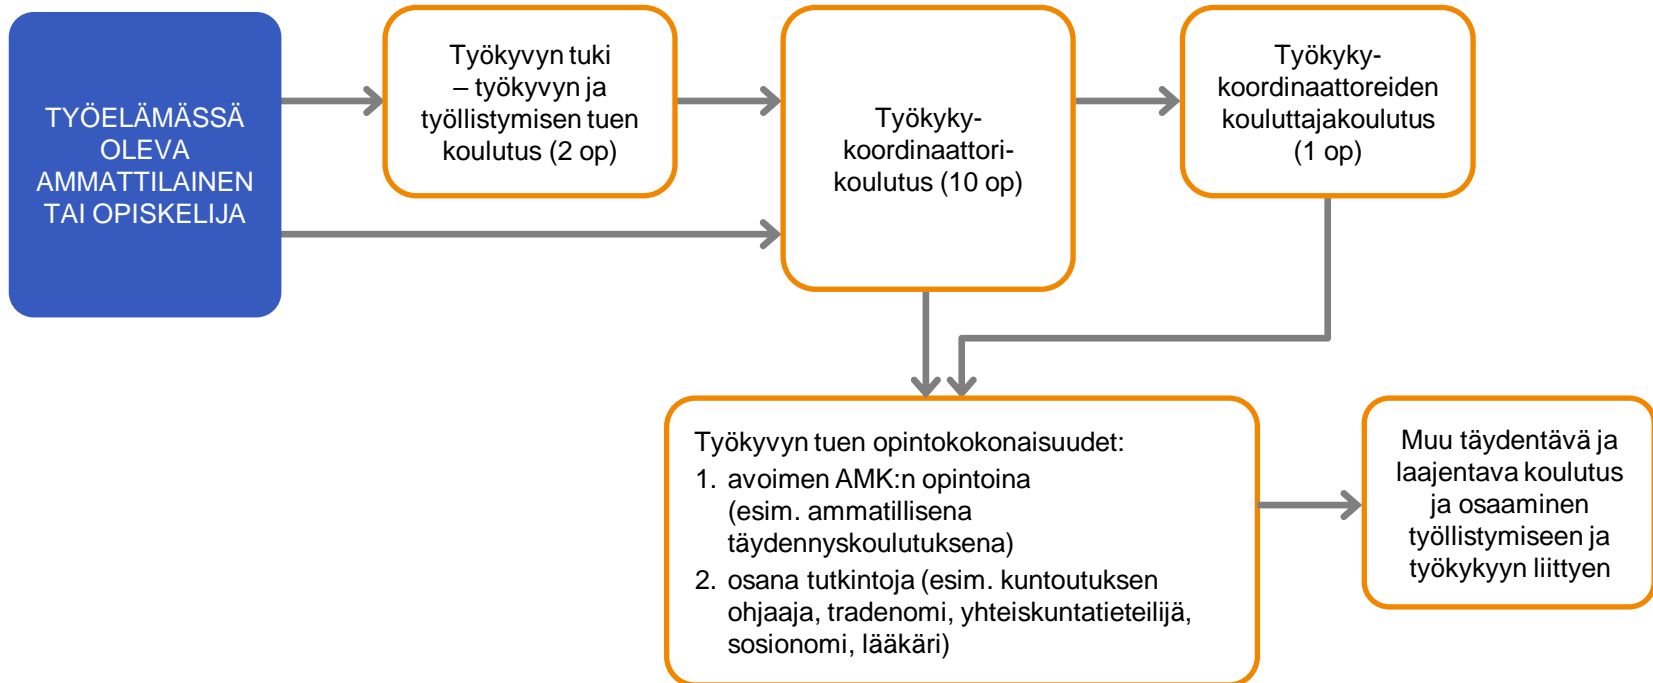 TYÖELÄMÄSSÄ
OLEVA
AMMATTILAINEN
TAI OPISKELIJA
Työkyvyn tuki
– työkyvyn ja
työllistymisen tuen
koulutus (2 op)
Työkyky-
koordinaattori-
koulutus (10 op)
Työkyky-
koordinaattoreiden
kouluttajakoulutus
(1 op)
Työkyvyn tuen opintokokonaisuudet:
1. avoimen AMK:n opintoina
(esim. ammatillisena
täydennyskoulutuksena)
2. osana tutkintoja (esim. kuntoutuksen
ohjaaja, tradenomi, yhteiskuntatieteilijä,
sosionomi, lääkäri)
Muu täydentävä ja
laajentava koulutus
ja osaaminen
työllistymiseen ja
työkykyyn liittyen